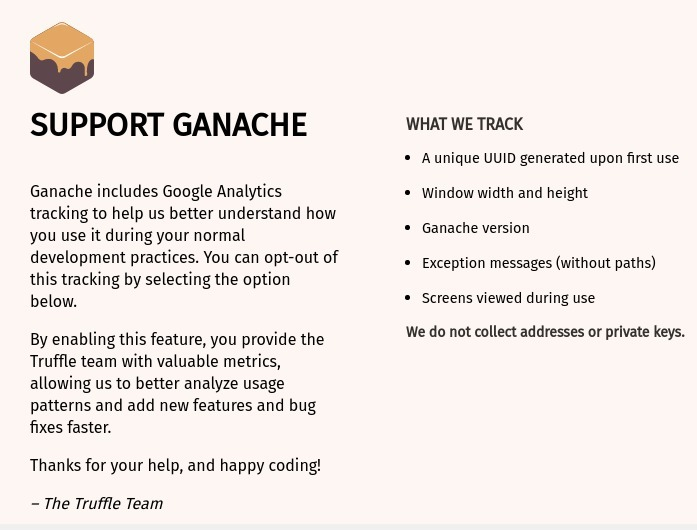 SUPPORT GANACHE
Ganache includes Google Analytics
tracking to help us better understand how
you use it during your normal
development practices. You can opt-out of
this tracking by selecting the option
below.
By enabling this feature, you provide the
Truffle team with valuable metrics,
allowing us to better analyze usage
patterns and add new features and bug
fixes faster.
Thanks for your help, and happy coding!
– The Truffle Team
WHAT WE TRACK
• A unique UUID generated upon first use
• Window width and height
• Ganache version
• Exception messages (without paths)
• Screens viewed during use
We do not collect addresses or private keys.